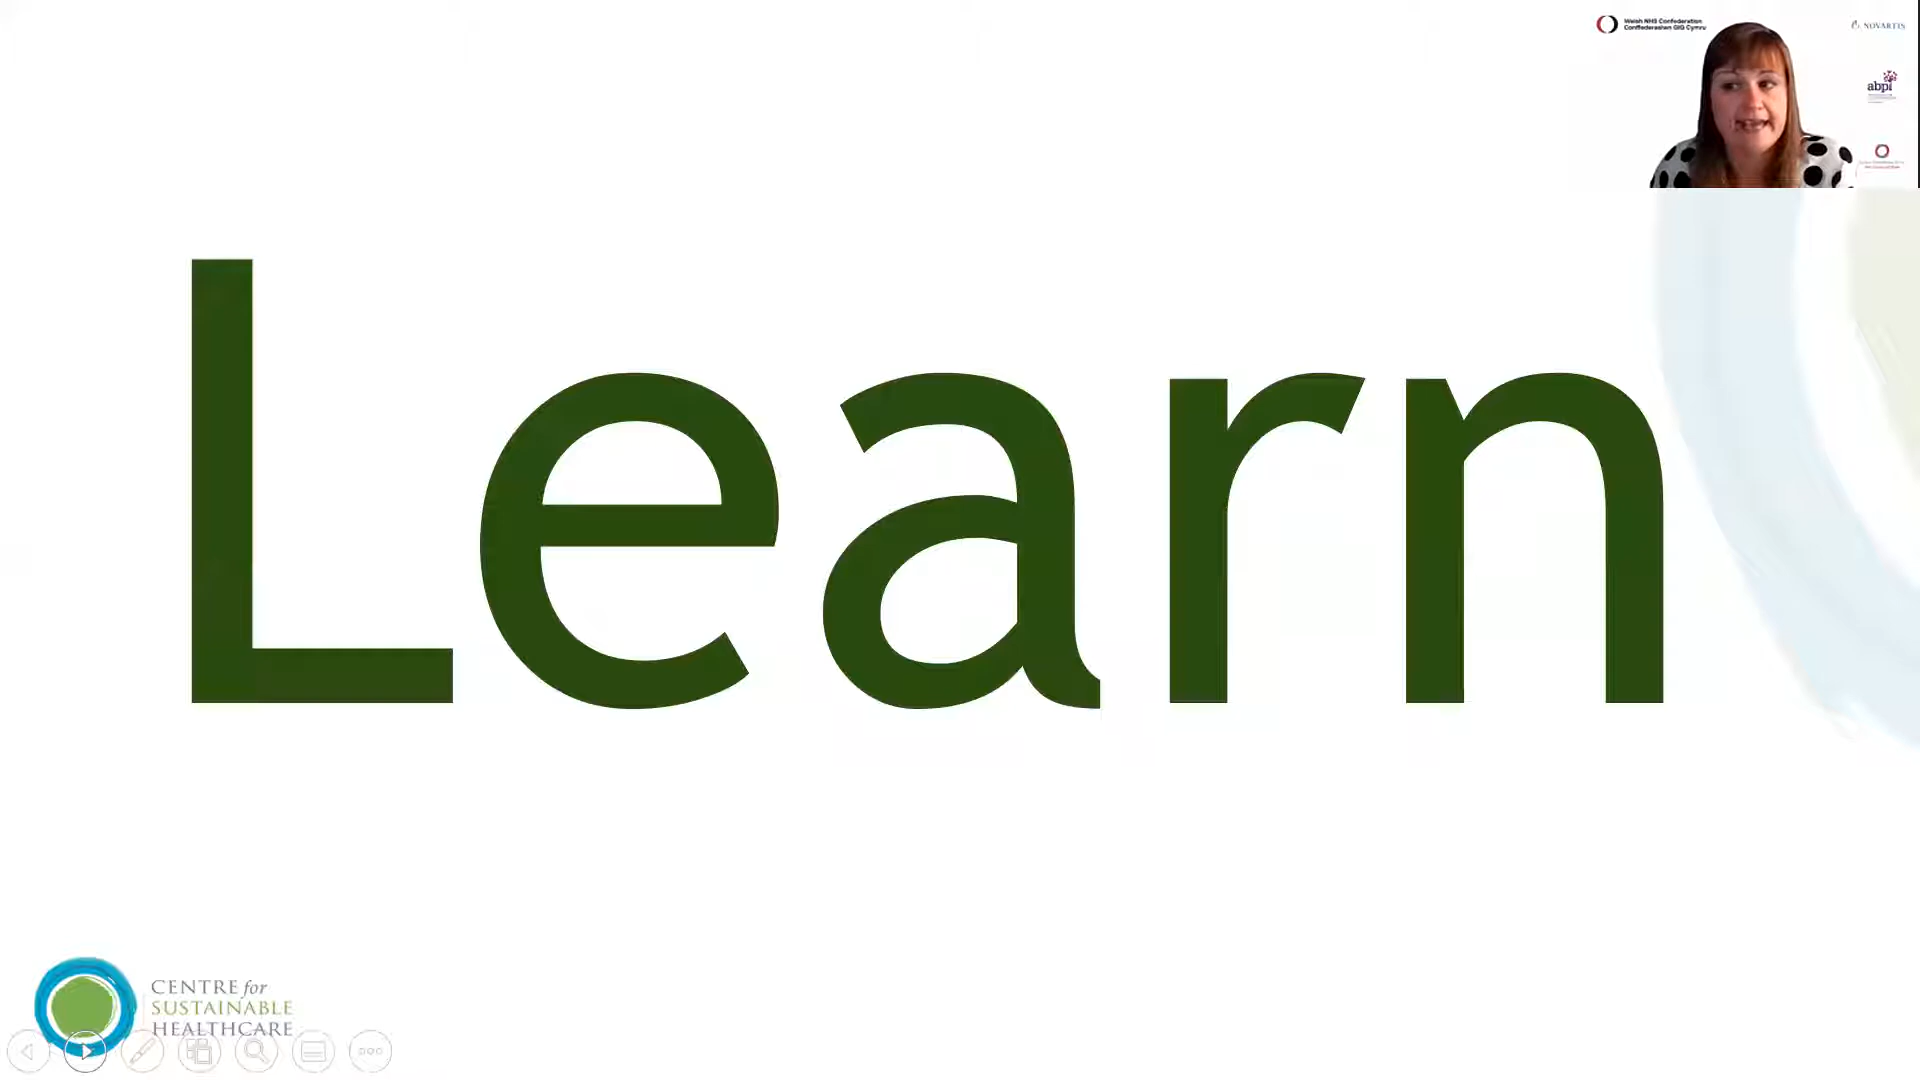 Welsh NHS Confederation
Conffederasiwn GIG Cymru
NOVARTIS
abpi
Learn
CENTRE for
SUSTAINABLE
HEALTHCARE